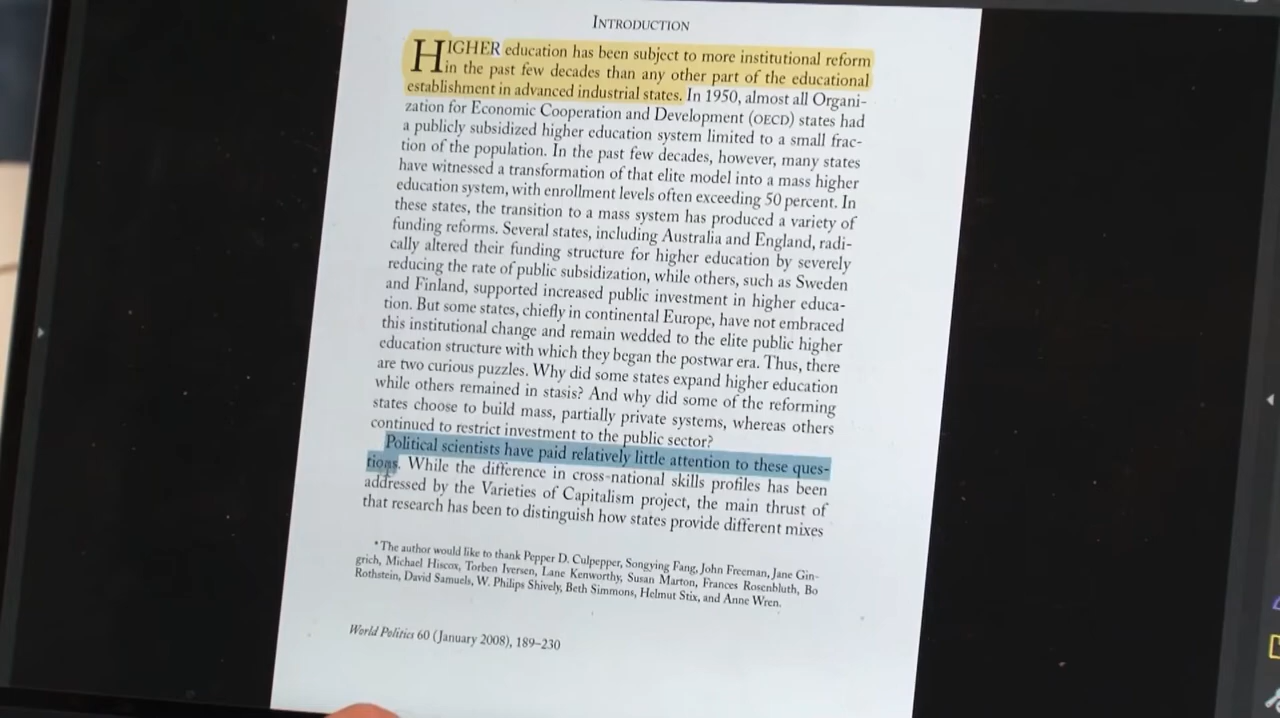 INTRODUCTION
HIGHER education has been subject to more institutional reform
in the past few decades than any other part of the educational
establishment in advanced industrial states. In 1950, almost all Organi-
zation for Economic Cooperation and Development (OECD) states had
a publicly subsidized higher education system limited to a small frac-
tion of the population. In the past few decades, however, many states
have witnessed a transformation of that elite model into a mass higher
education system, with enrollment levels often exceeding 50 percent. In
these states, the transition to a mass system has produced a variety of
funding reforms. Several states, including Australia and England, radi-
cally altered their funding structure for higher education by severely
reducing the rate of public subsidization, while others, such as Sweden
and Finland, supported increased public investment in higher educa-
tion. But some states, chiefly in continental Europe, have not embraced
this institutional change and remain wedded to the elite public higher
education structure with which they began the postwar era. Thus, there
are two curious puzzles. Why did some states expand higher education
while others remained in stasis? And why did some of the reforming
states choose to build mass, partially private systems, whereas others
continued to restrict investment to the public sector?
Political scientists have paid relatively little attention to these ques-
tions. While the difference in cross-national skills profiles has been
addressed by the Varieties of Capitalism project, the main thrust of
that research has been to distinguish how states provide different mixes
* The author would like to thank Pepper D. Culpepper, Songying Fang, John Freeman, Jane Gin-
grich, Michael Hiscox, Torben Iversen, Lane Kenworthy, Susan Marton, Frances Rosenbluth, Bo
Rothstein, David Samuels, W. Philips Shively, Beth Simmons, Helmut Stix, and Anne Wren.
World Politics 60 (January 2008), 189–230